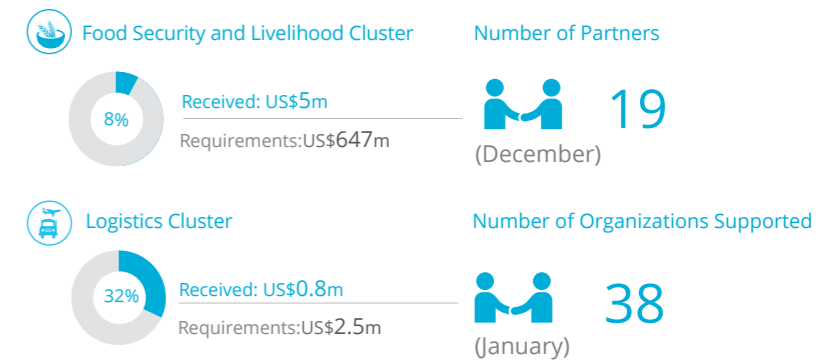 Food Security and Livelihood Cluster
Number of Partners
8%
Received: US$5m
Requirements:US$647m
19
(December)
Logistics Cluster
Number of Organizations Supported
32%
Received: US$0.8m
Requirements:US$2.5m
38
(January)